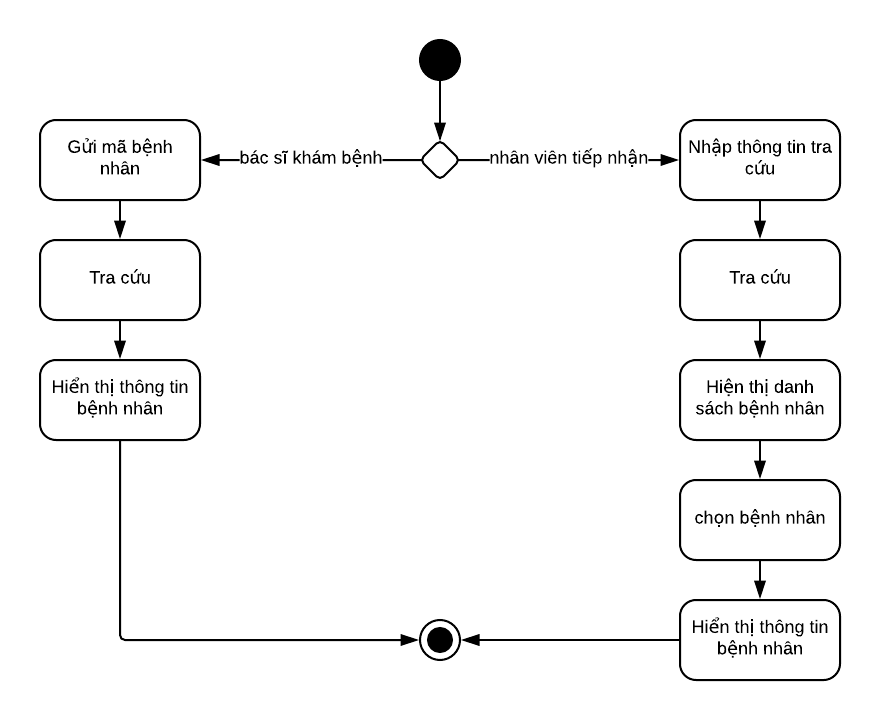 Gửi mã bệnh
nhân
bác sĩ khám bệnh
nhân viên tiếp nhận
Nhập thông tin tra
cứu
Tra cứu
Tra cứu
Hiển thị thông tin
bệnh nhân
Hiện thị danh
sách bệnh nhân
chọn bệnh nhân
Hiển thị thông tin
bệnh nhân